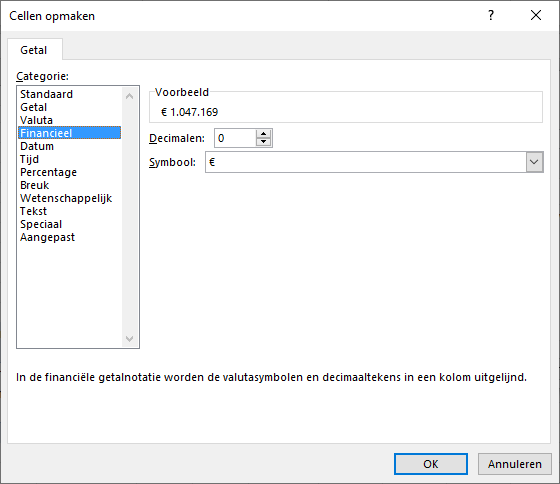 Cellen opmaken
?
Getal
Categorie:
Standaard
Getal
Valuta
Financieel
Datum
Tijd
Percentage
Breuk
Wetenschappelijk
Tekst
Speciaal
Aangepast
Voorbeeld
€ 1.047.169
Decimalen: 0
Symbool: €
In de financiële getalnotatie worden de valutasymbolen en decimaaltekens in een kolom uitgelijnd.
OK Annuleren